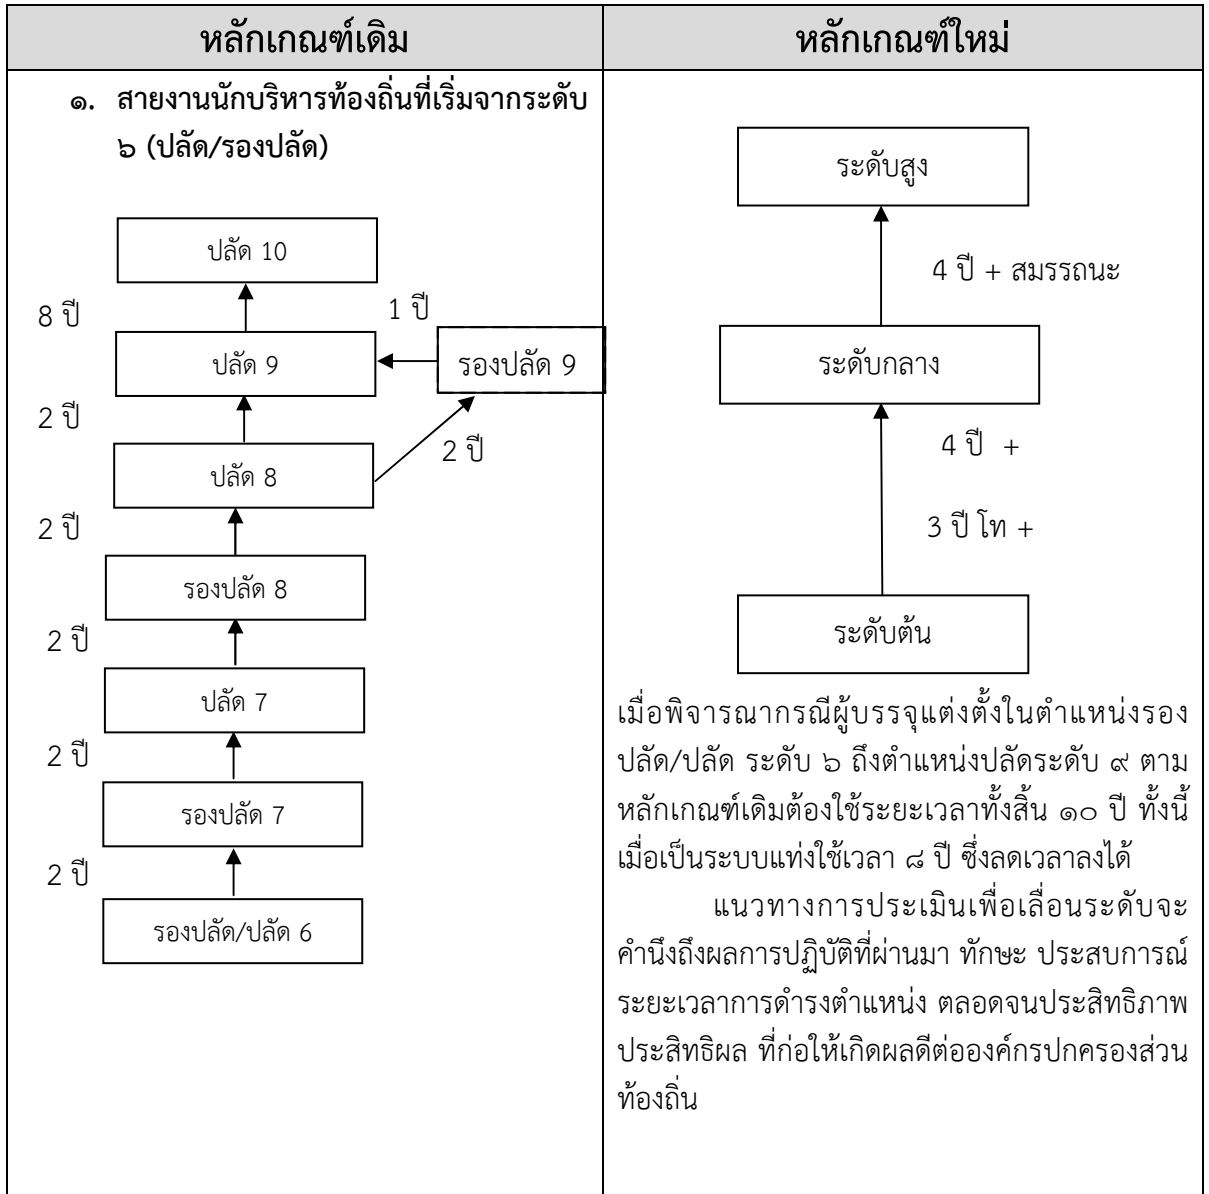 หลักเกณฑ์เดิม
๑. สายงานนักบริหารท้องถิ่นที่เริ่มจากระดับ
๖ (ปลัด/รองปลัด)
ปลัด 10
8 ปี
1 ปี
ปลัด 9
รองปลัด 9
2 ปี
2 ปี
ปลัด 8
2 ปี
รองปลัด 8
2 ปี
ปลัด 7
2 ปี
รองปลัด 7
2 ปี
รองปลัด/ปลัด 6
หลักเกณฑ์ใหม่
ระดับสูง
4 ปี + สมรรถนะ
ระดับกลาง
4 ปี +
3 ปี โท +
ระดับต้น
เมื่อพิจารณากรณีผู้บรรจุแต่งตั้งในตำแหน่งรอง
ปลัด/ปลัด ระดับ ๖ ถึงตำแหน่งปลัดระดับ ๙ ตาม
หลักเกณฑ์เดิมต้องใช้ระยะเวลาทั้งสิ้น ๑๐ ปี ทั้งนี้
เมื่อเป็นระบบแท่งใช้เวลา ๘ ปี ซึ่งลดเวลาลงได้
แนวทางการประเมินเพื่อเลื่อนระดับจะ
คำนึงถึงผลการปฏิบัติที่ผ่านมา ทักษะ ประสบการณ์
ระยะเวลาการดำรงตำแหน่ง ตลอดจนประสิทธิภาพ
ประสิทธิผล ที่ก่อให้เกิดผลดีต่อองค์กรปกครองส่วน
ท้องถิ่น